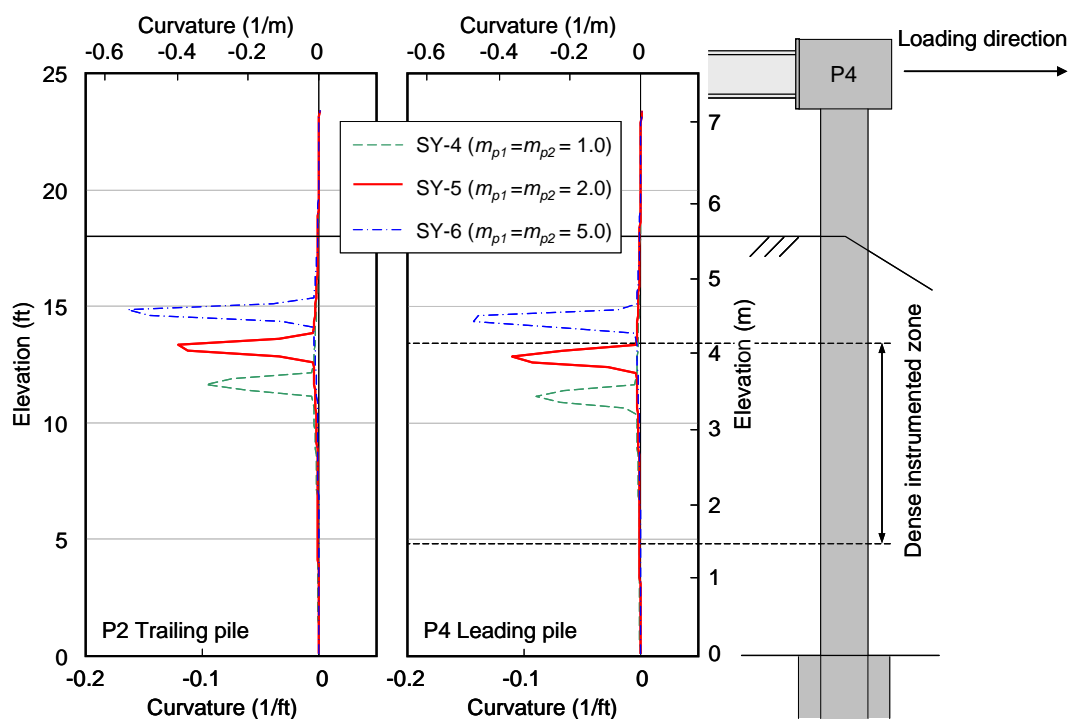 Curvature (1/m)
-0.6 -0.4 -0.2 0
Curvature (1/m)
-0.6 -0.4 -0.2 0
Loading direction
P4
25
20
15
10
5
0
Elevation (ft)
SY-4 (mp1=mp2= 1.0)
SY-5 (mp1=mp2= 2.0)
SY-6 (mp1=mp2= 5.0)
7
6
5
4
3
2
1
0
Elevation (m)
Dense instrumented zone
P2 Trailing pile
P4 Leading pile
-0.2 -0.1 0
Curvature (1/ft)
-0.2 -0.1 0
Curvature (1/ft)